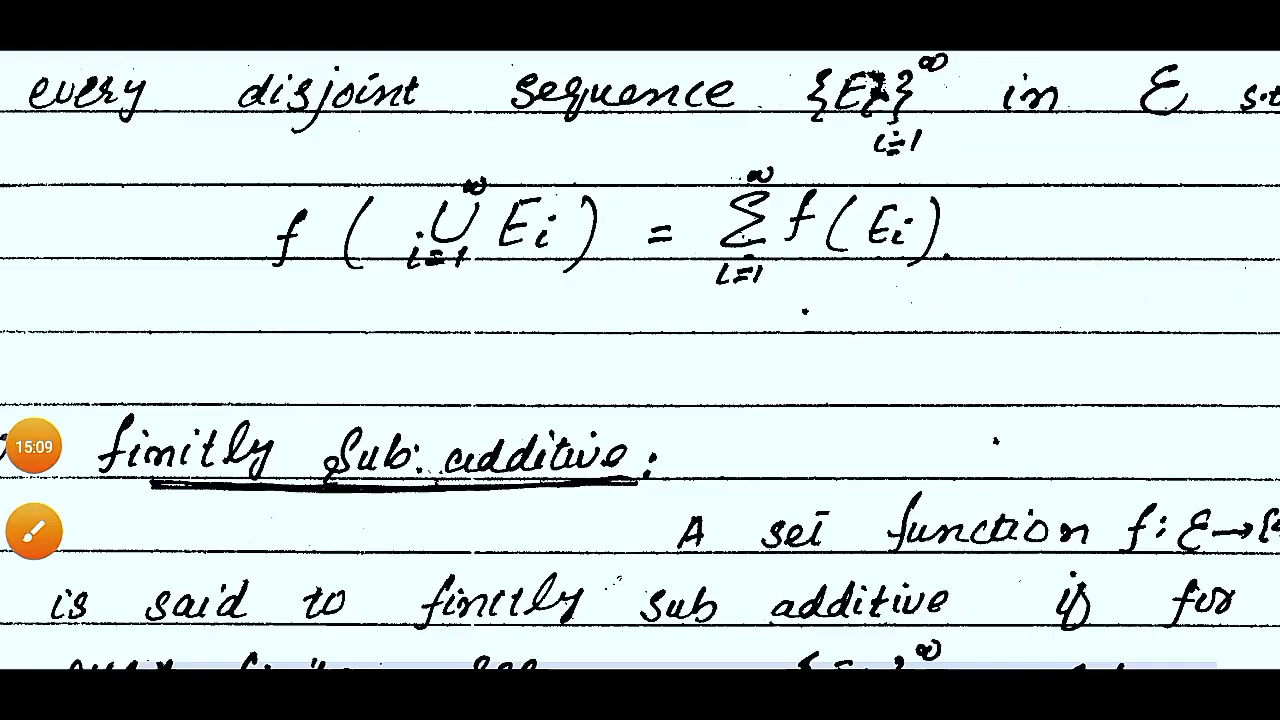 every disjoint sequence {Ei}∞i=1 in ℰ s.t
f ( ∞⋃i=1 Ei ) = ∞∑i=1 f(Ei).
finitly Sub. additive:
15:09
A set function f: ℰ→
is said to finitly sub additive if for
∞